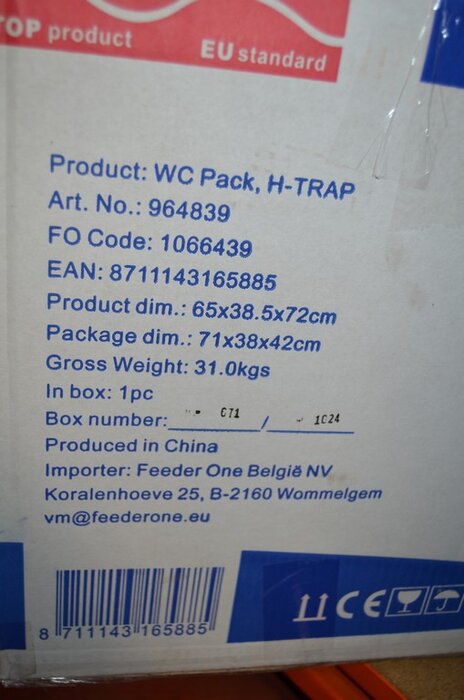 TOP product
EU standard
Product: WC Pack, H-TRAP
Art. No.: 964839
FO Code: 1066439
EAN: 8711143165885
Product dim.: 65x38.5x72cm
Package dim.: 71x38x42cm
Gross Weight: 31.0kgs
In box: 1pc
Box number: 671 / 1024
Produced in China
Importer: Feeder One België NV
Koralenhoeve 25, B-2160 Wommelgem
vm@feederone.eu
8 711143 165885
CE